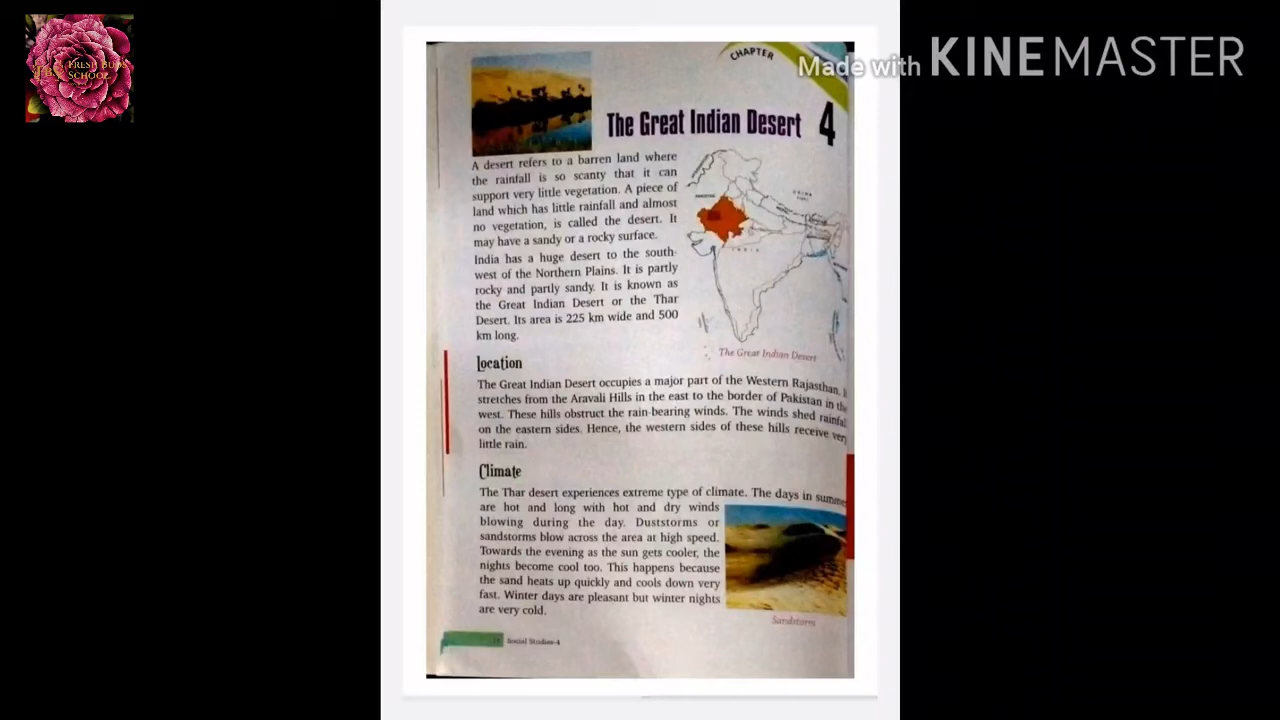 FRESH BUDS
SCHOOL
Made with KINEMASTER
CHAPTER
The Great Indian Desert 4
A desert refers to a barren land where
the rainfall is so scanty that it can
support very little vegetation. A piece of
land which has little rainfall and almost
no vegetation, is called the desert. It
may have a sandy or a rocky surface.
India has a huge desert to the south-
west of the Northern Plains. It is partly
rocky and partly sandy. It is known as
the Great Indian Desert or the Thar
Desert. Its area is 225 km wide and 500
km long.
INDIA
The Great Indian Desert
Location
The Great Indian Desert occupies a major part of the Western Rajasthan.
stretches from the Aravali Hills in the east to the border of Pakistan in the
west. These hills obstruct the rain-bearing winds. The winds shed rainfal
on the eastern sides. Hence, the western sides of these hills receive very
little rain.
Climate
The Thar desert experiences extreme type of climate. The days in summe
are hot and long with hot and dry winds
blowing during the day. Duststorms or
sandstorms blow across the area at high speed.
Towards the evening as the sun gets cooler, the
nights become cool too. This happens because
the sand heats up quickly and cools down very
fast. Winter days are pleasant but winter nights
are very cold.
Sandstorm
Social Studies-4